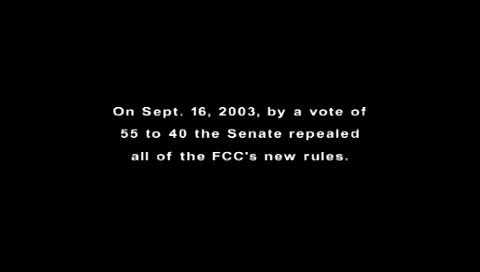 On Sept. 16, 2003, by a vote of
55 to 40 the Senate repealed
all of the FCC's new rules.